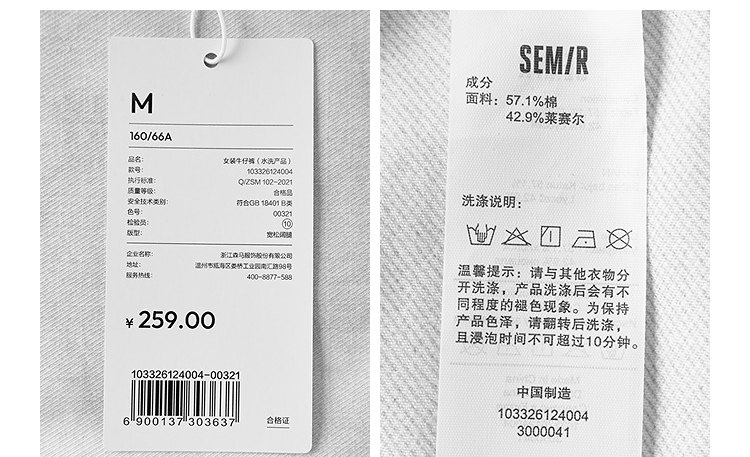 M
160/66A
品名： 女装牛仔裤（水洗产品）
款号： 103326124004
执行标准： Q/ZSM 102-2021
质量等级： 合格品
安全技术类别： 符合GB 18401 B类
色号： 00321
检验员： 10
版型： 宽松阔腿
企业名称： 浙江森马服饰股份有限公司
地址： 温州市瓯海区娄桥工业园南汇路98号
服务热线： 400-8877-588
¥ 259.00
103326124004-00321
6 900137 303637
合格证
SEMIR
成分
面料：57.1%棉
42.9%莱赛尔
洗涤说明：
温馨提示：请与其他衣物分
开洗涤，产品洗涤后会有不
同程度的褪色现象。为保持
产品色泽，请翻转后洗涤，
且浸泡时间不可超过10分钟。
中国制造
103326124004
3000041